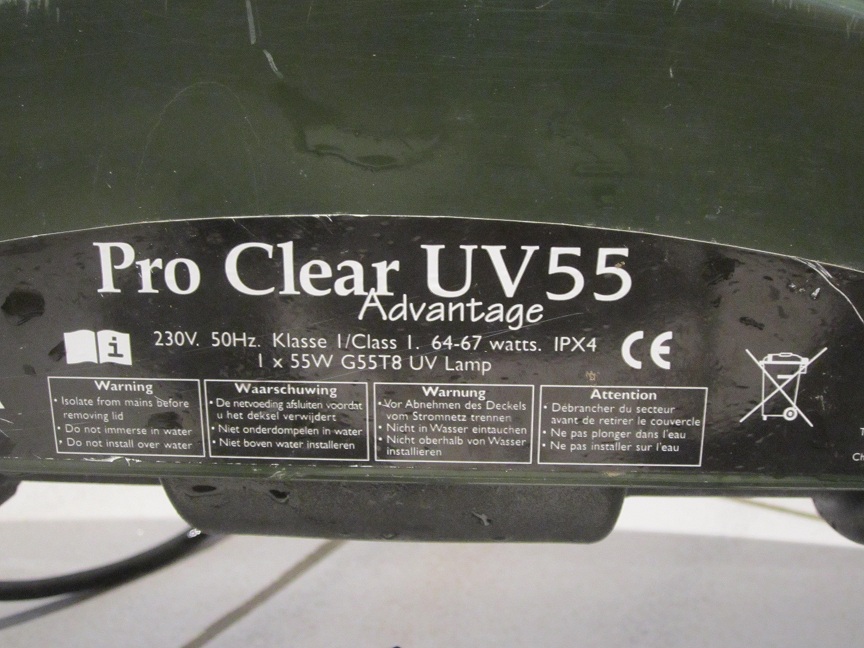 Pro Clear UV55
Advantage
230V. 50Hz. Klasse 1/Class 1. 64-67 watts. IPX4
1 x 55W G55T8 UV Lamp
CE
Warning
• Isolate from mains before
removing lid
• Do not immerse in water
• Do not install over water
Waarschuwing
• De netvoeding afsluiten voordat
u het deksel verwijdert
• Niet onderdompelen in water
• Niet boven water installeren
Warnung
• Vor Abnehmen des Deckels
vom Stromnetz trennen
• Nicht in Wasser eintauchen
• Nicht oberhalb von Wasser
installieren
Attention
• Débrancher du secteur
avant de retirer le couvercle
• Ne pas plonger dans l'eau
• Ne pas installer sur l'eau